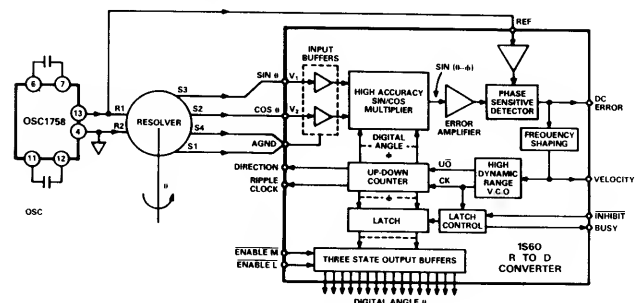 REF
INPUT
BUFFERS
SIN (θ–ϕ)
6
7
S3
SIN θ
V₁
HIGH ACCURACY
SIN/COS
MULTIPLIER
PHASE
SENSITIVE
DETECTOR
DC
ERROR
OSC1758
13
R1
R2
4
RESOLVER
S2
COS θ
V₂
S4
AGND
S1
ERROR
AMPLIFIER
FREQUENCY
SHAPING
DIGITAL
ANGLE
ϕ
11
12
DIRECTION
RIPPLE
CLOCK
UP-DOWN
COUNTER
U/D
CK
HIGH
DYNAMIC
RANGE
V.C.O
VELOCITY
OSC
θ
ϕ
LATCH
LATCH
CONTROL
INHIBIT
BUSY
ENABLE M
ENABLE L
THREE STATE OUTPUT BUFFERS
1S60
R TO D
CONVERTER
DIGITAL ANGLE θ